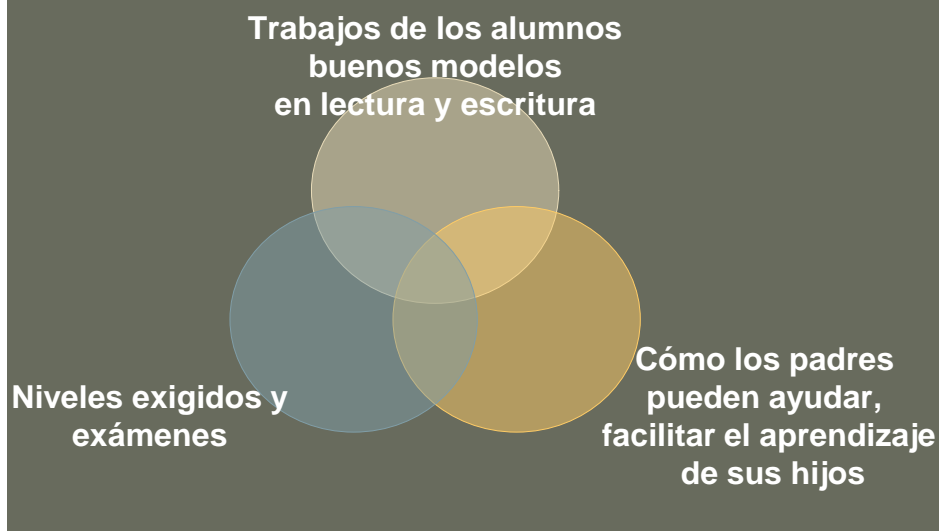 Trabajos de los alumnos
buenos modelos
en lectura y escritura
Niveles exigidos y
exámenes
Cómo los padres
pueden ayudar,
facilitar el aprendizaje
de sus hijos